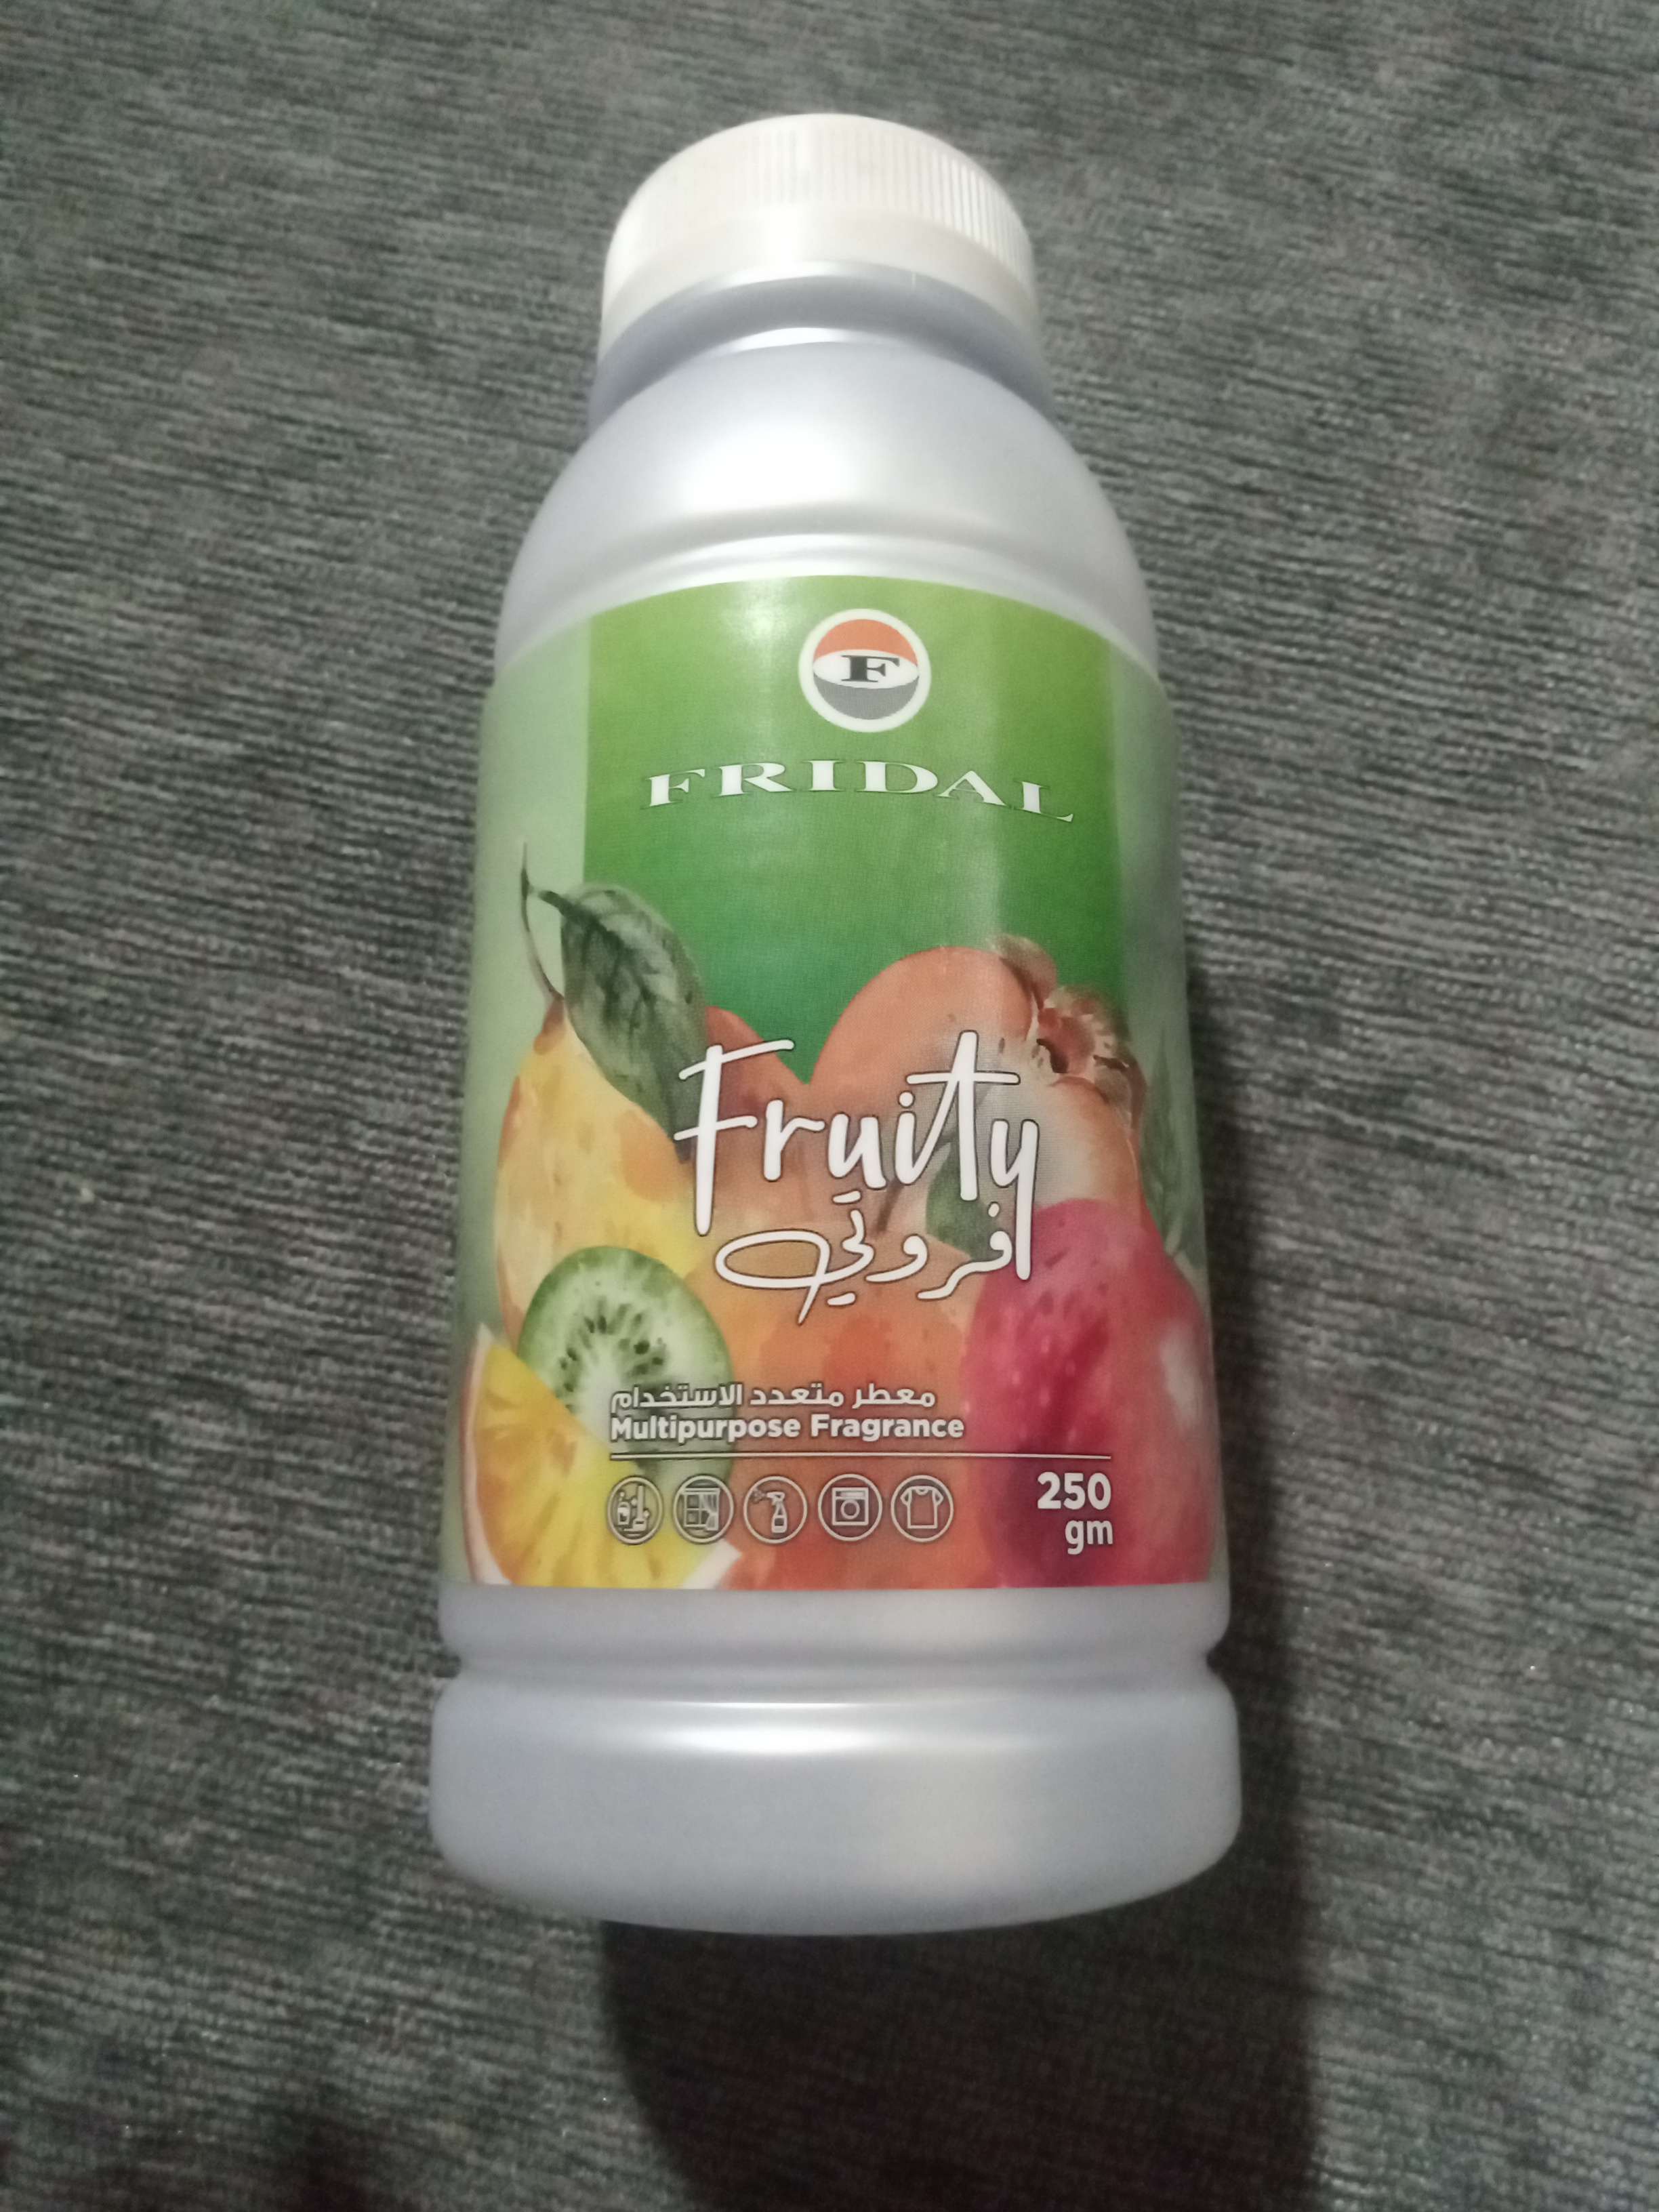 F
FRIDAL
Fruity
فروتي
معطر متعدد الاستخدام
Multipurpose Fragrance
250
gm